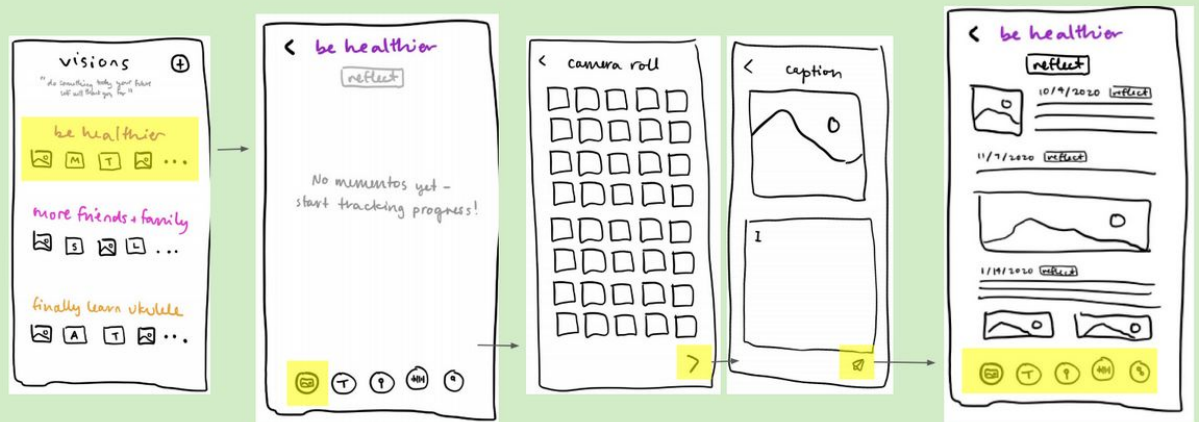 visions
"do something today your future
self will thank you for"
be healthier
M T ...
more friends + family
S L ...
finally learn ukulele
A T ...
< be healthier
reflect
No mementos yet -
start tracking progress!
T
< camera roll
>
< caption
I
< be healthier
reflect
10/4/2020 reflect
11/7/2020 reflect
1/14/2020 reflect
T